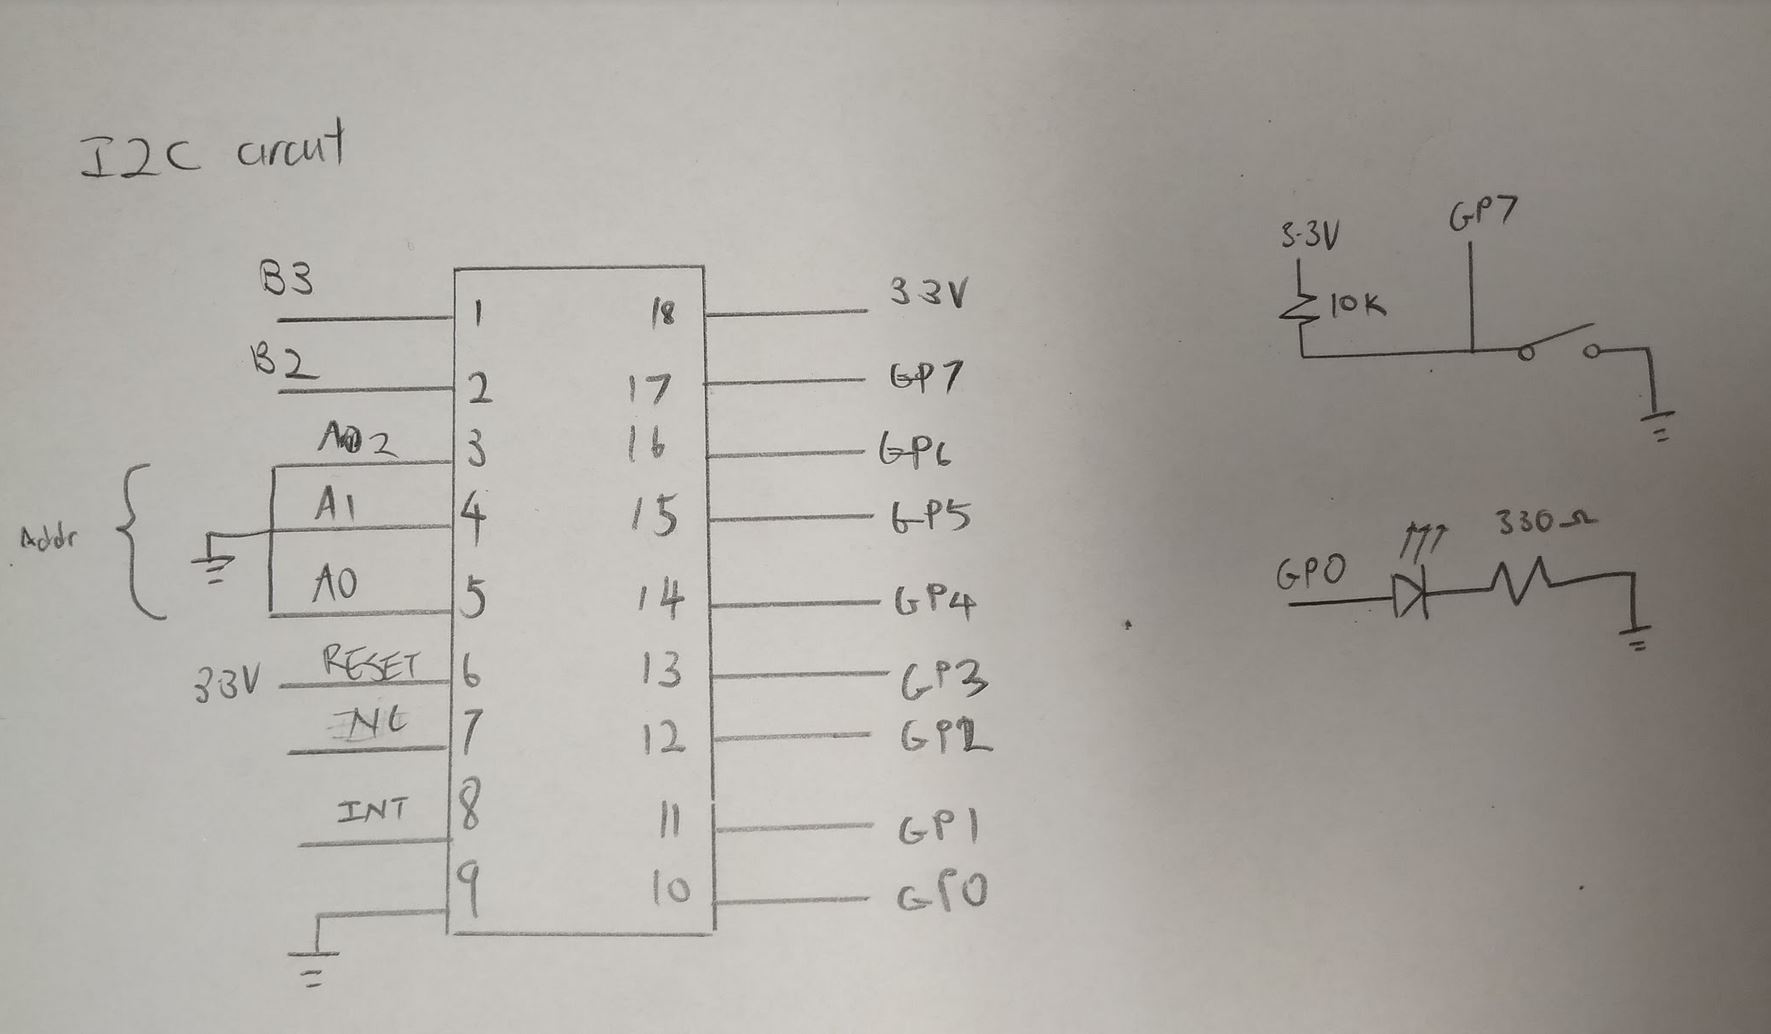 I2C circuit
B3
1
18
3.3V
B2
2
17
GP7
A02
3
16
GP6
Addr
A1
4
15
GP5
A0
5
14
GP4
3.3V
RESET
6
13
GP3
NC
7
12
GP2
INT
8
11
GP1
9
10
GP0
3.3V
GP7
10K
GP0
330Ω